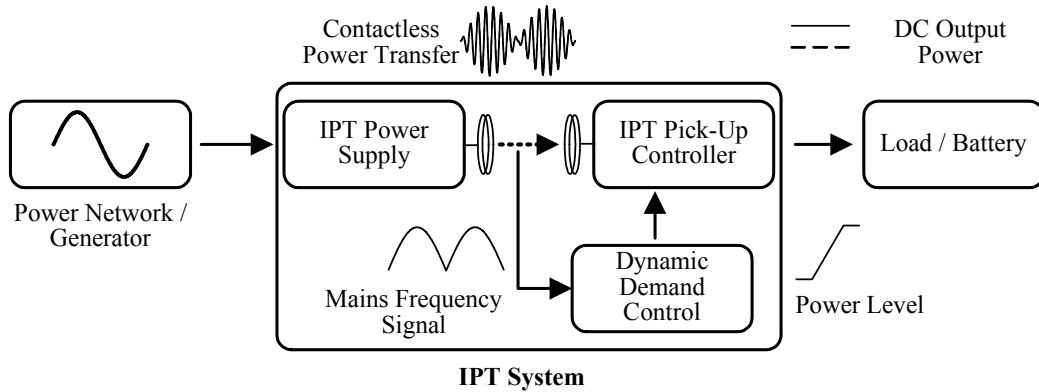 Contactless
Power Transfer
DC Output
Power
IPT Power
Supply
IPT Pick-Up
Controller
Load / Battery
Power Network /
Generator
Mains Frequency
Signal
Dynamic
Demand
Control
Power Level
IPT System